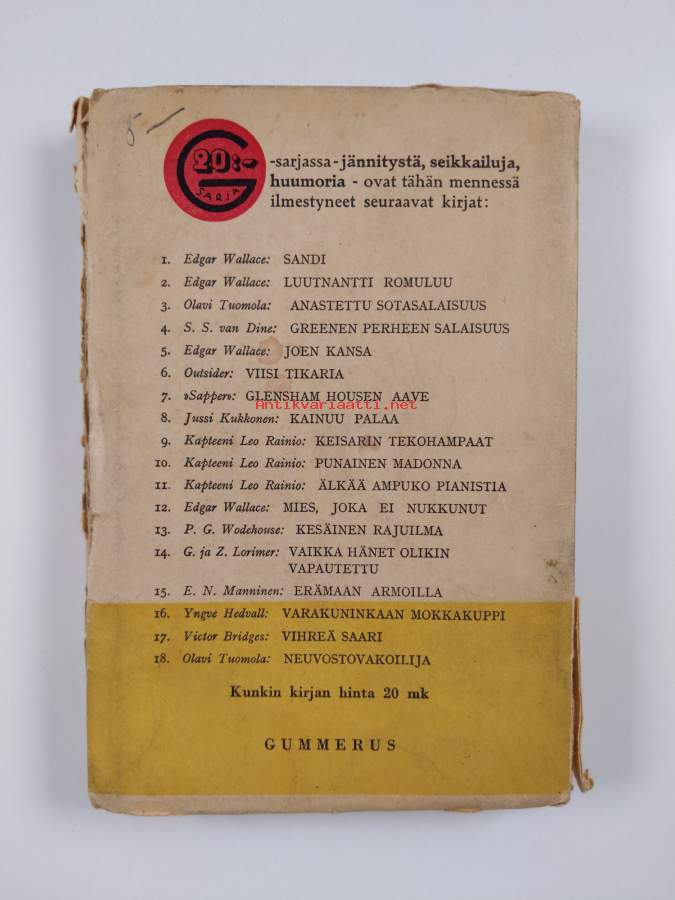 5 —
20:-
G
SARJA
-sarjassa - jännitystä, seikkailuja,
huumoria - ovat tähän mennessä
ilmestyneet seuraavat kirjat:
1. Edgar Wallace: SANDI
2. Edgar Wallace: LUUTNANTTI ROMULUU
3. Olavi Tuomola: ANASTETTU SOTASALAISUUS
4. S. S. van Dine: GREENEN PERHEEN SALAISUUS
5. Edgar Wallace: JOEN KANSA
6. Outsider: VIISI TIKARIA
7. »Sapper»: GLENSHAM HOUSEN AAVE
Antikvariaatti.net
8. Jussi Kukkonen: KAINUU PALAA
9. Kapteeni Leo Rainio: KEISARIN TEKOHAMPAAT
10. Kapteeni Leo Rainio: PUNAINEN MADONNA
11. Kapteeni Leo Rainio: ÄLKÄÄ AMPUKO PIANISTIA
12. Edgar Wallace: MIES, JOKA EI NUKKUNUT
13. P. G. Wodehouse: KESÄINEN RAJUILMA
14. G. ja Z. Lorimer: VAIKKA HÄNET OLIKIN
VAPAUTETTU
15. E. N. Manninen: ERÄMAAN ARMOILLA
16. Yngve Hedvall: VARAKUNINKAAN MOKKAKUPPI
17. Victor Bridges: VIHREÄ SAARI
18. Olavi Tuomola: NEUVOSTOVAKOILIJA
Kunkin kirjan hinta 20 mk
GUMMERUS